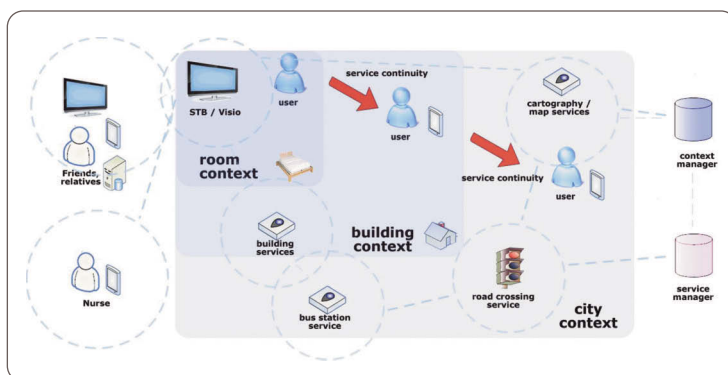 service continuity
STB / Visio
user
user
cartography /
map services
Friends,
relatives
room
context
context
manager
service continuity
user
building
services
building
context
Nurse
bus station
service
road crossing
service
city
context
service
manager